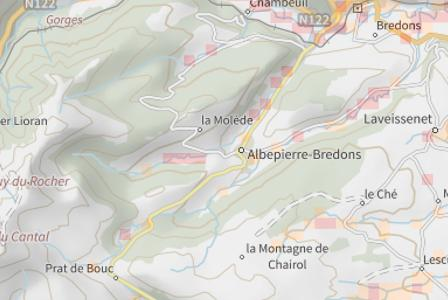 N122
Chambeuil
Gorges
N122
Bredons
er Lioran
la Molède
Laveissenet
Albepierre-Bredons
uy du Rocher
le Ché
M
du Cantal
la Montagne de
Chairol
Prat de Bouc
Lesc